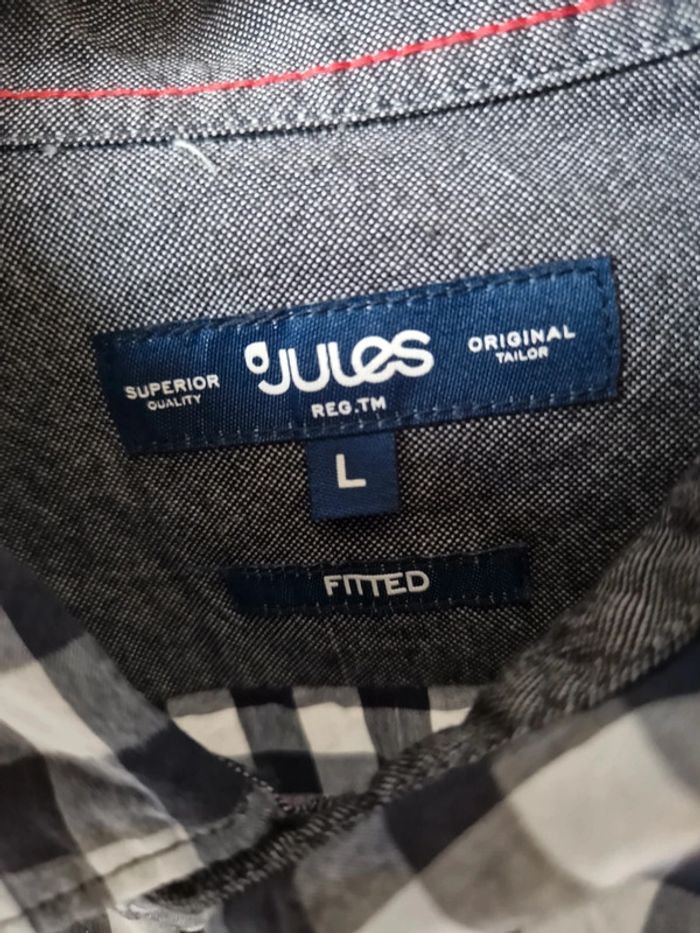 SUPERIOR
QUALITY
JULES
REG.TM
ORIGINAL
TAILOR
L
FITTED